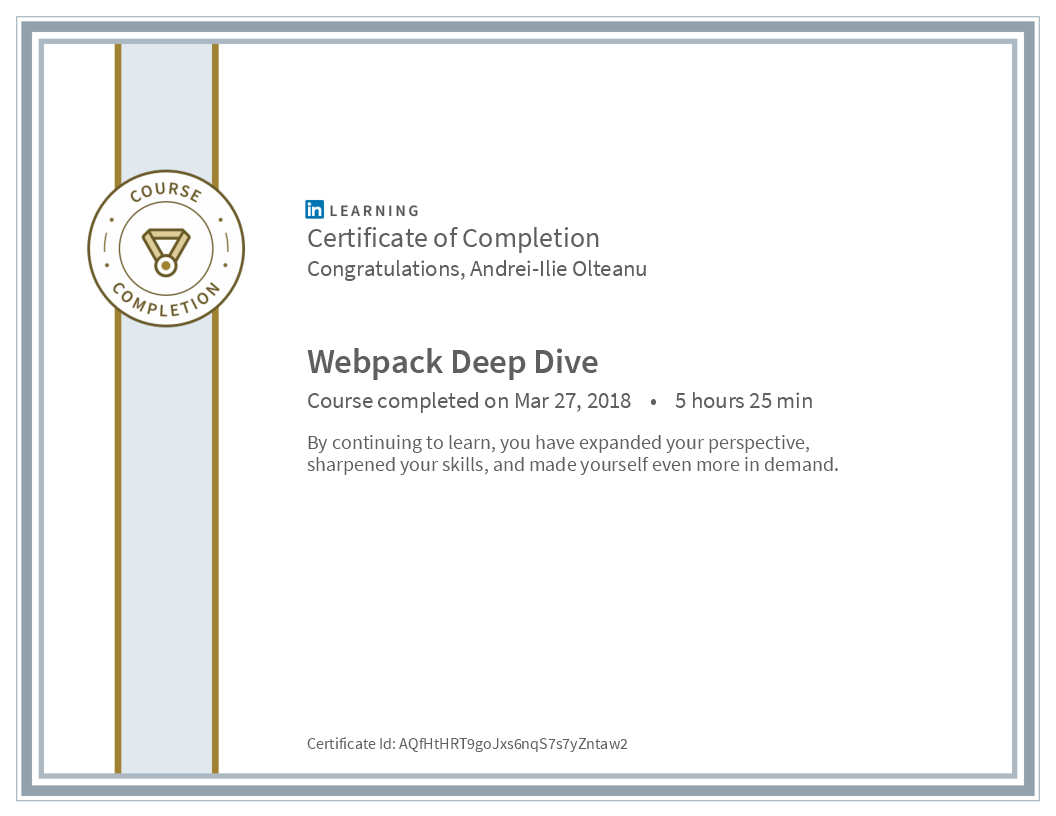 COURSE
COMPLETION
in LEARNING
Certificate of Completion
Congratulations, Andrei-Ilie Olteanu
Webpack Deep Dive
Course completed on Mar 27, 2018 • 5 hours 25 min
By continuing to learn, you have expanded your perspective,
sharpened your skills, and made yourself even more in demand.
Certificate Id: AQfHtHRT9goJxs6nqS7s7yZntaw2